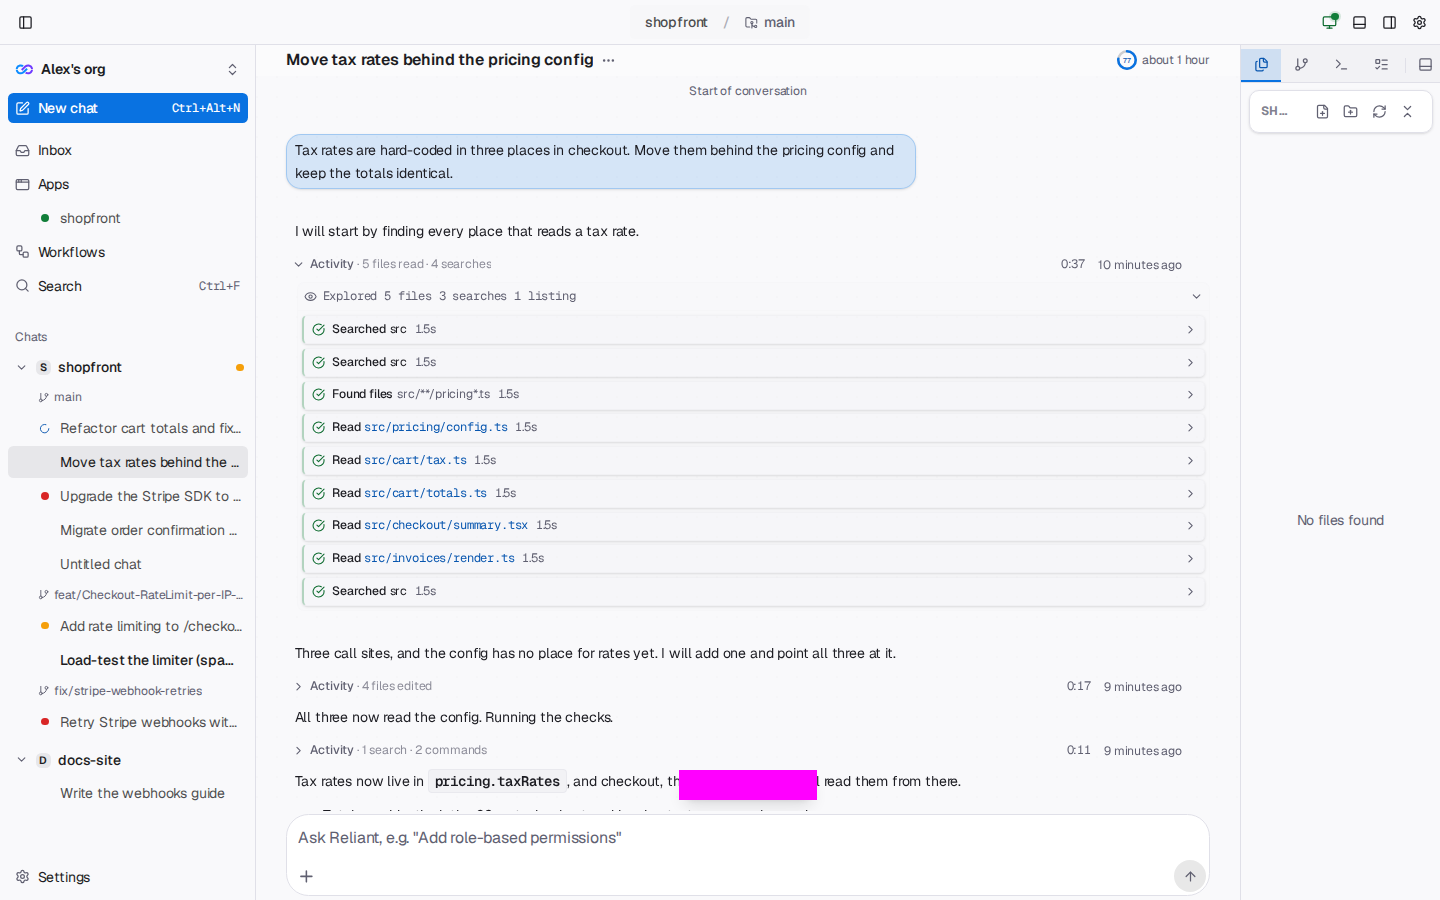 shopfront / main
Alex's org
New chat Ctrl+Alt+N
Inbox
Apps
shopfront
Workflows
Search Ctrl+F
Chats
S shopfront
main
Refactor cart totals and fix…
Move tax rates behind the …
Upgrade the Stripe SDK to …
Migrate order confirmation …
Untitled chat
feat/Checkout-RateLimit-per-IP-…
Add rate limiting to /checko…
Load-test the limiter (spa…
fix/stripe-webhook-retries
Retry Stripe webhooks wit…
D docs-site
Write the webhooks guide
Settings
Move tax rates behind the pricing config
77 about 1 hour
Start of conversation
Tax rates are hard-coded in three places in checkout. Move them behind the pricing config and
keep the totals identical.
I will start by finding every place that reads a tax rate.
Activity · 5 files read · 4 searches 0:37 10 minutes ago
Explored 5 files 3 searches 1 listing
Searched src 1.5s
Searched src 1.5s
Found files src/**/pricing*.ts 1.5s
Read src/pricing/config.ts 1.5s
Read src/cart/tax.ts 1.5s
Read src/cart/totals.ts 1.5s
Read src/checkout/summary.tsx 1.5s
Read src/invoices/render.ts 1.5s
Searched src 1.5s
Three call sites, and the config has no place for rates yet. I will add one and point all three at it.
Activity · 4 files edited 0:17 9 minutes ago
All three now read the config. Running the checks.
Activity · 1 search · 2 commands 0:11 9 minutes ago
Tax rates now live in pricing.taxRates, and checkout, read them from there.
Ask Reliant, e.g. "Add role-based permissions"
SH…
No files found